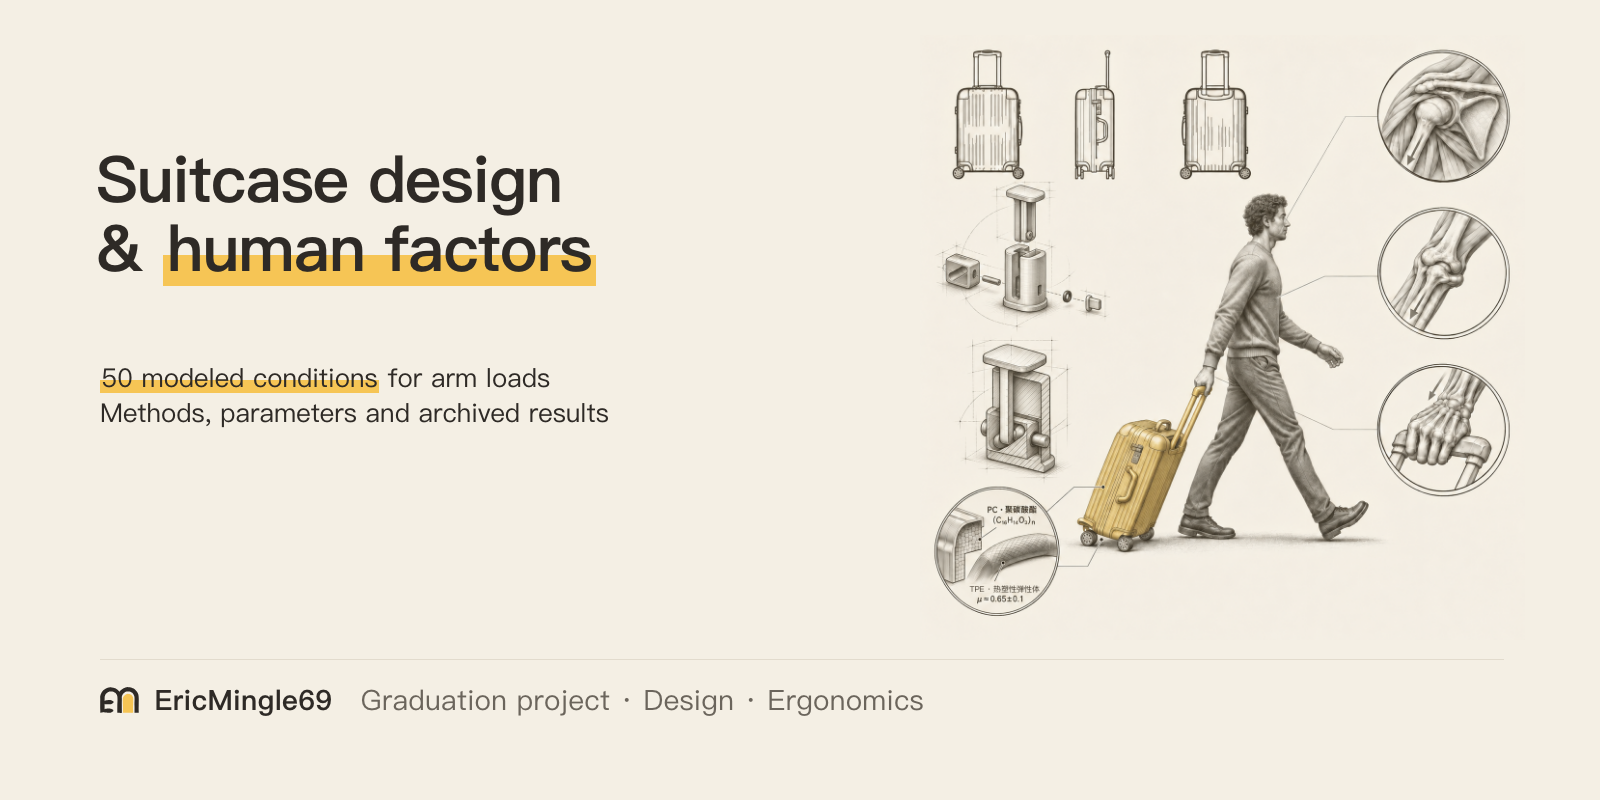 Suitcase design
& human factors
50 modeled conditions for arm loads
Methods, parameters and archived results
PC · 聚碳酸酯
(C₁₆H₁₄O₃)ₙ
TPE · 热塑性弹性体
μ≈0.65±0.1
EricMingle69 Graduation project · Design · Ergonomics